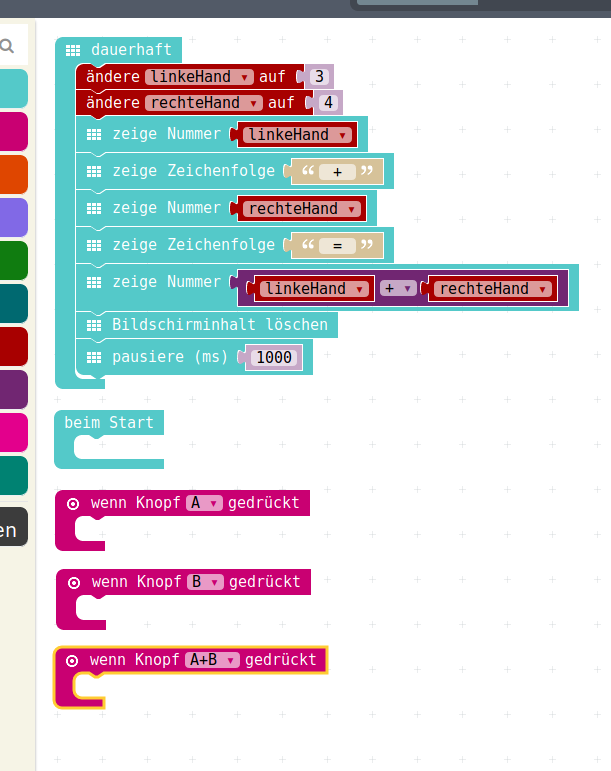 dauerhaft
ändere linkeHand auf 3
ändere rechteHand auf 4
zeige Nummer linkeHand
zeige Zeichenfolge “ + ”
zeige Nummer rechteHand
zeige Zeichenfolge “ = ”
zeige Nummer linkeHand + rechteHand
Bildschirminhalt löschen
pausiere (ms) 1000
beim Start
wenn Knopf A gedrückt
en
wenn Knopf B gedrückt
wenn Knopf A+B gedrückt